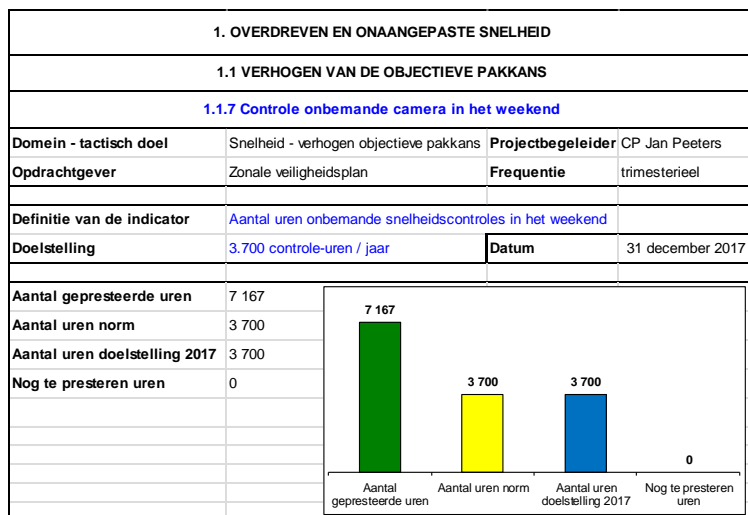 1. OVERDREVEN EN ONAANGEPASTE SNELHEID
1.1 VERHOGEN VAN DE OBJECTIEVE PAKKANS
1.1.7 Controle onbemande camera in het weekend
Domein - tactisch doel Snelheid - verhogen objectieve pakkans Projectbegeleider CP Jan Peeters
Opdrachtgever Zonale veiligheidsplan Frequentie trimesterieel
Definitie van de indicator Aantal uren onbemande snelheidscontroles in het weekend
Doelstelling 3.700 controle-uren / jaar Datum 31 december 2017
Aantal gepresteerde uren 7 167
Aantal uren norm 3 700
Aantal uren doelstelling 2017 3 700
Nog te presteren uren 0
7 167
3 700 3 700
0
Aantal Aantal uren norm Aantal uren Nog te presteren
gepresteerde uren doelstelling 2017 uren